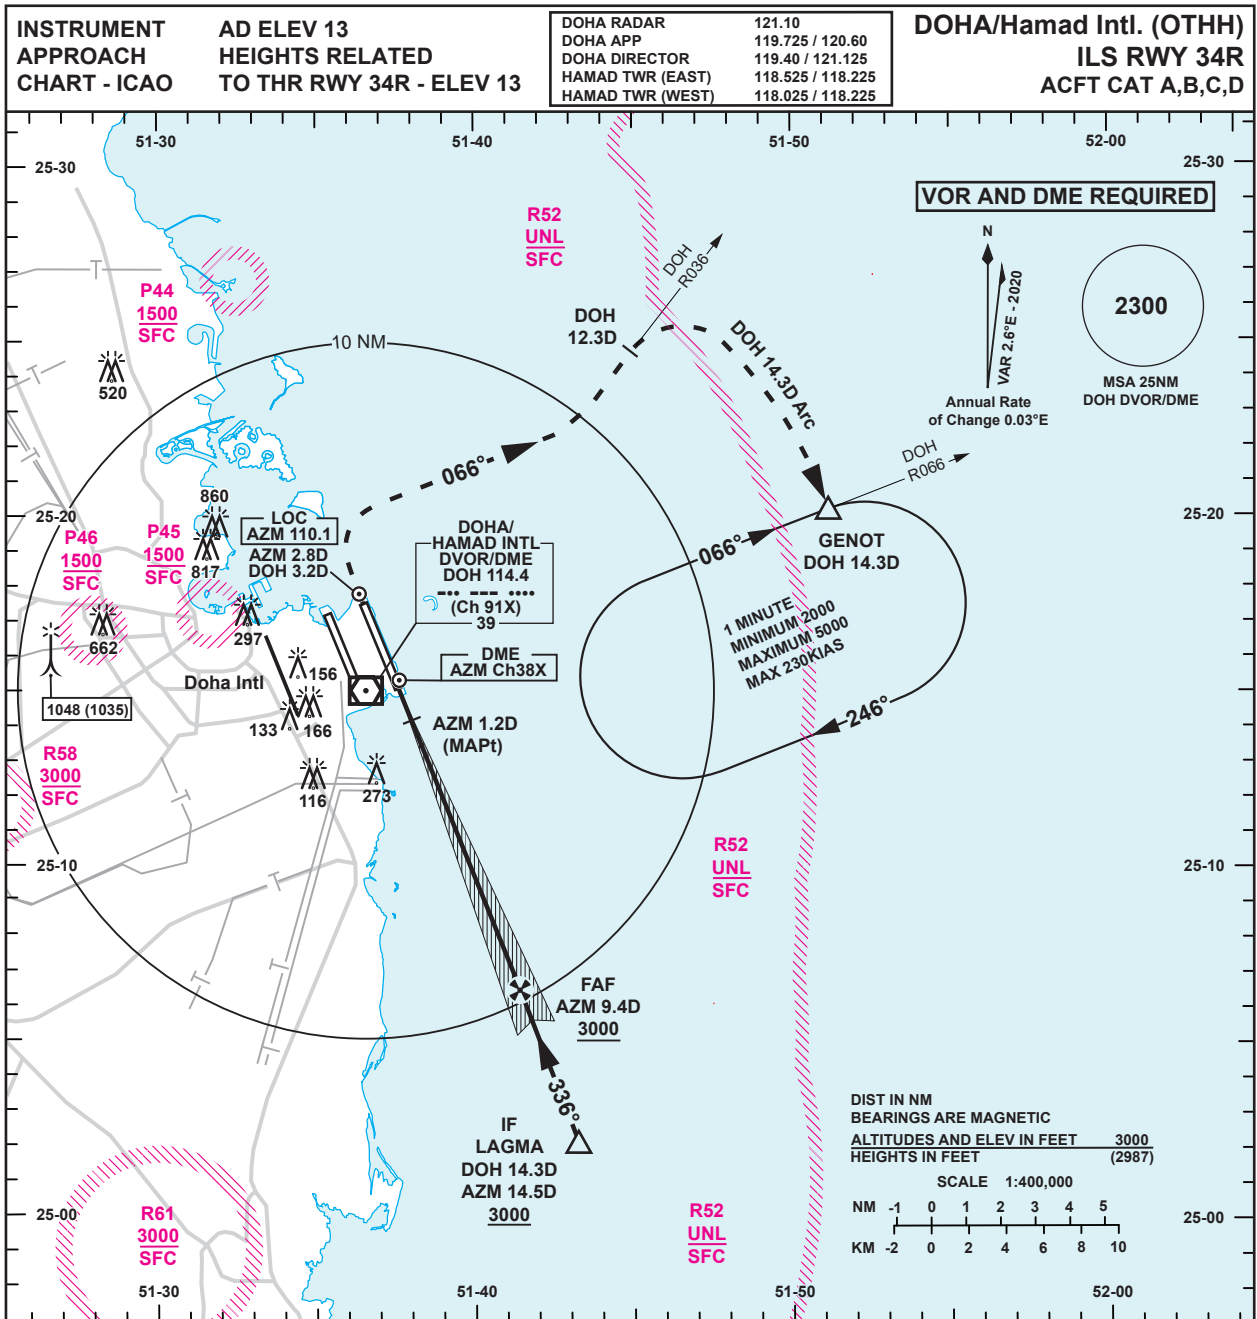 INSTRUMENT
APPROACH
CHART - ICAO
AD ELEV 13
HEIGHTS RELATED
TO THR RWY 34R - ELEV 13
DOHA RADAR 121.10
DOHA APP 119.725 / 120.60
DOHA DIRECTOR 119.40 / 121.125
HAMAD TWR (EAST) 118.525 / 118.225
HAMAD TWR (WEST) 118.025 / 118.225
DOHA/Hamad Intl. (OTHH)
ILS RWY 34R
ACFT CAT A,B,C,D
51-30
51-40
51-50
52-00
25-30
25-30
VOR AND DME REQUIRED
R52
UNL
SFC
N
VAR 2.6°E - 2020
Annual Rate
of Change 0.03°E
2300
MSA 25NM
DOH DVOR/DME
DOH
R036
P44
1500
SFC
DOH
12.3D
DOH 14.3D Arc
10 NM
520
066°
DOH
R066
860
25-20
25-20
P46
1500
SFC
P45
1500
SFC
817
LOC
AZM 110.1
AZM 2.8D
DOH 3.2D
DOHA/
HAMAD INTL
DVOR/DME
DOH 114.4
(Ch 91X)
39
GENOT
DOH 14.3D
066°
1 MINUTE
MINIMUM 2000
MAXIMUM 5000
MAX 230KIAS
246°
297
662
DME
AZM Ch38X
Doha Intl
156
1048 (1035)
133
166
AZM 1.2D
(MAPt)
R58
3000
SFC
116
273
25-10
25-10
R52
UNL
SFC
FAF
AZM 9.4D
3000
336°
IF
LAGMA
DOH 14.3D
AZM 14.5D
3000
DIST IN NM
BEARINGS ARE MAGNETIC
ALTITUDES AND ELEV IN FEET 3000
HEIGHTS IN FEET (2987)
SCALE 1:400,000
NM -1 0 1 2 3 4 5
KM -2 0 2 4 6 8 10
25-00
25-00
R61
3000
SFC
R52
UNL
SFC
51-30
51-40
51-50
52-00